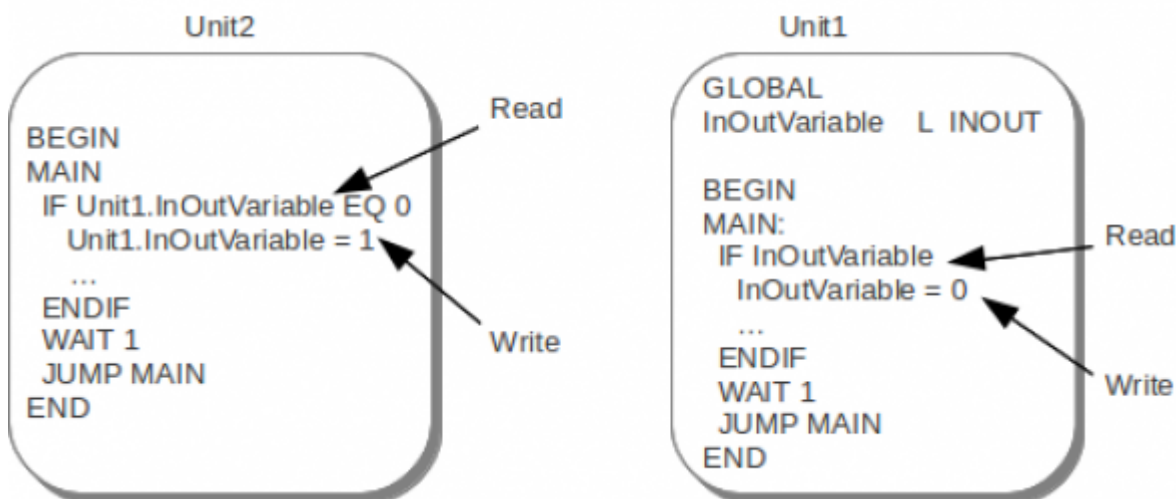 Unit2
BEGIN
MAIN
IF Unit1.InOutVariable EQ 0
Unit1.InOutVariable = 1
...
ENDIF
WAIT 1
JUMP MAIN
END
Read
Write
Unit1
GLOBAL
InOutVariable L INOUT
BEGIN
MAIN:
IF InOutVariable
InOutVariable = 0
...
ENDIF
WAIT 1
JUMP MAIN
END
Read
Write